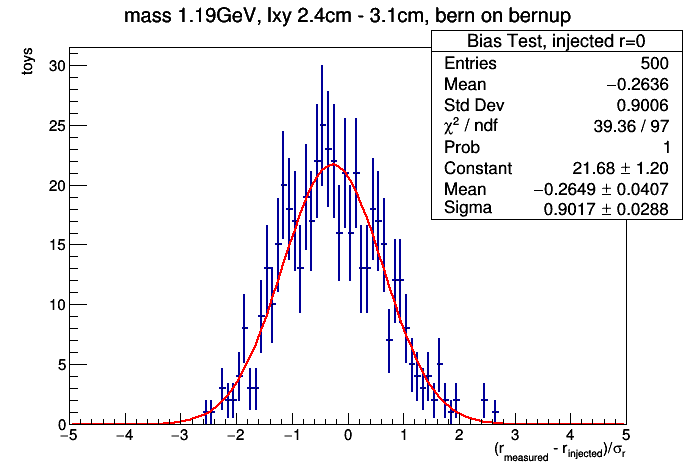 mass 1.19GeV, lxy 2.4cm - 3.1cm, bern on bernup
Bias Test, injected r=0
Entries 500
Mean −0.2636
Std Dev 0.9006
χ² / ndf 39.36 / 97
Prob 1
Constant 21.68 ± 1.20
Mean −0.2649 ± 0.0407
Sigma 0.9017 ± 0.0288
toys
30
25
20
15
10
5
0
−5 −4 −3 −2 −1 0 1 2 3 4 5
(r_measured - r_injected)/σ_r